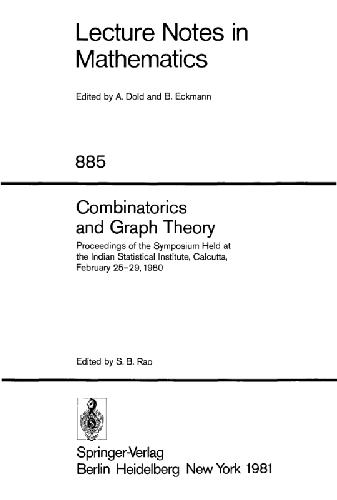 Lecture Notes in
Mathematics
Edited by A. Dold and B. Eckmann
885
Combinatorics
and Graph Theory
Proceedings of the Symposium Held at
the Indian Statistical Institute, Calcutta,
February 25-29, 1980
Edited by S. B. Rao
Springer-Verlag
Berlin Heidelberg New York 1981